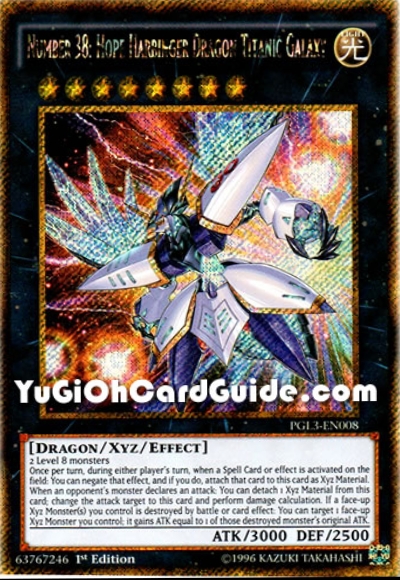 Number 38: Hope Harbinger Dragon Titanic Galaxy
LIGHT
光
YuGiOhCardGuide.com
PGL3-EN008
[Dragon/Xyz/Effect]
2 Level 8 monsters
Once per turn, during either player's turn, when a Spell Card or effect is activated on the
field: You can negate that effect, and if you do, attach that card to this card as Xyz Material.
When an opponent's monster declares an attack: You can detach 1 Xyz Material from this
card; change the attack target to this card and perform damage calculation. If a face-up
Xyz Monster(s) you control is destroyed by battle or card effect: You can target 1 face-up
Xyz Monster you control; it gains ATK equal to 1 of those destroyed monster's original ATK.
ATK/3000 DEF/2500
63767246 1st Edition ©1996 KAZUKI TAKAHASHI